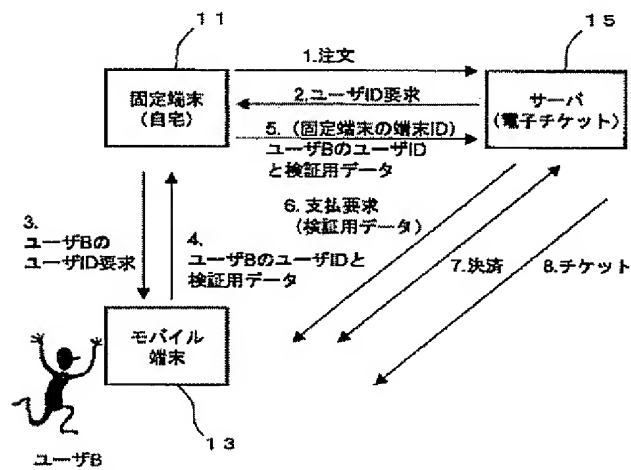 11
15
1.注文
固定端末
(自宅)
2.ユーザID要求
サーバ
(電子チケット)
5. (固定端末の端末ID)
ユーザBのユーザID
と検証用データ
6. 支払要求
(検証用データ)
3.
ユーザBの
ユーザID要求
4.
ユーザBのユーザIDと
検証用データ
7.決済
8.チケット
モバイル
端末
13
ユーザB